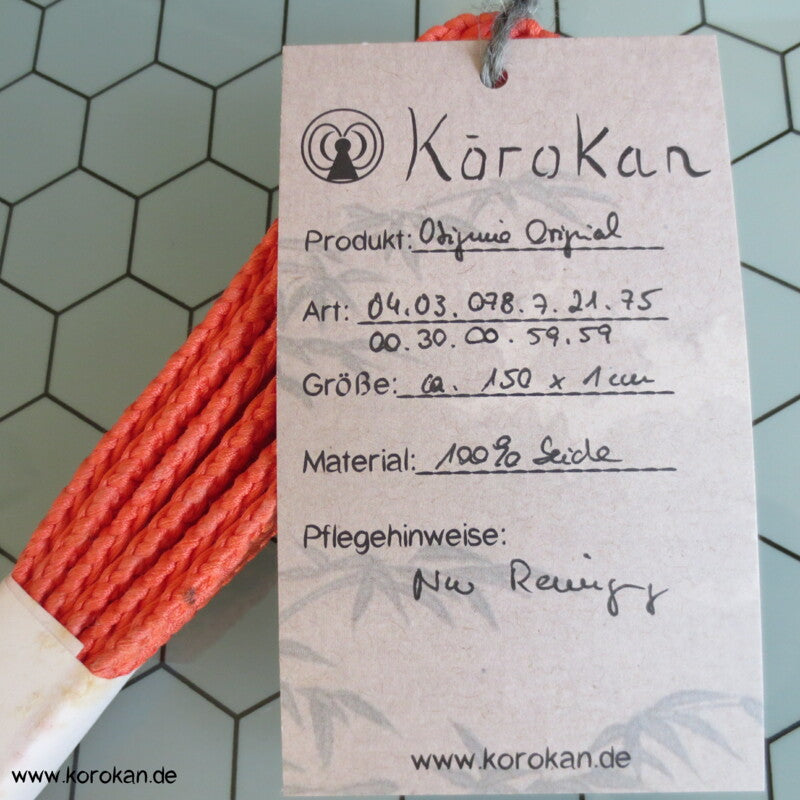 Kōrokan
Produkt: Obijime Original
Art: 04.03.078.7.21.75
00.30.00.59.59
Größe: ca. 150 x 1 cm
Material: 100% Seide
Pflegehinweise:
Nur Reinigung
www.korokan.de
www.korokan.de